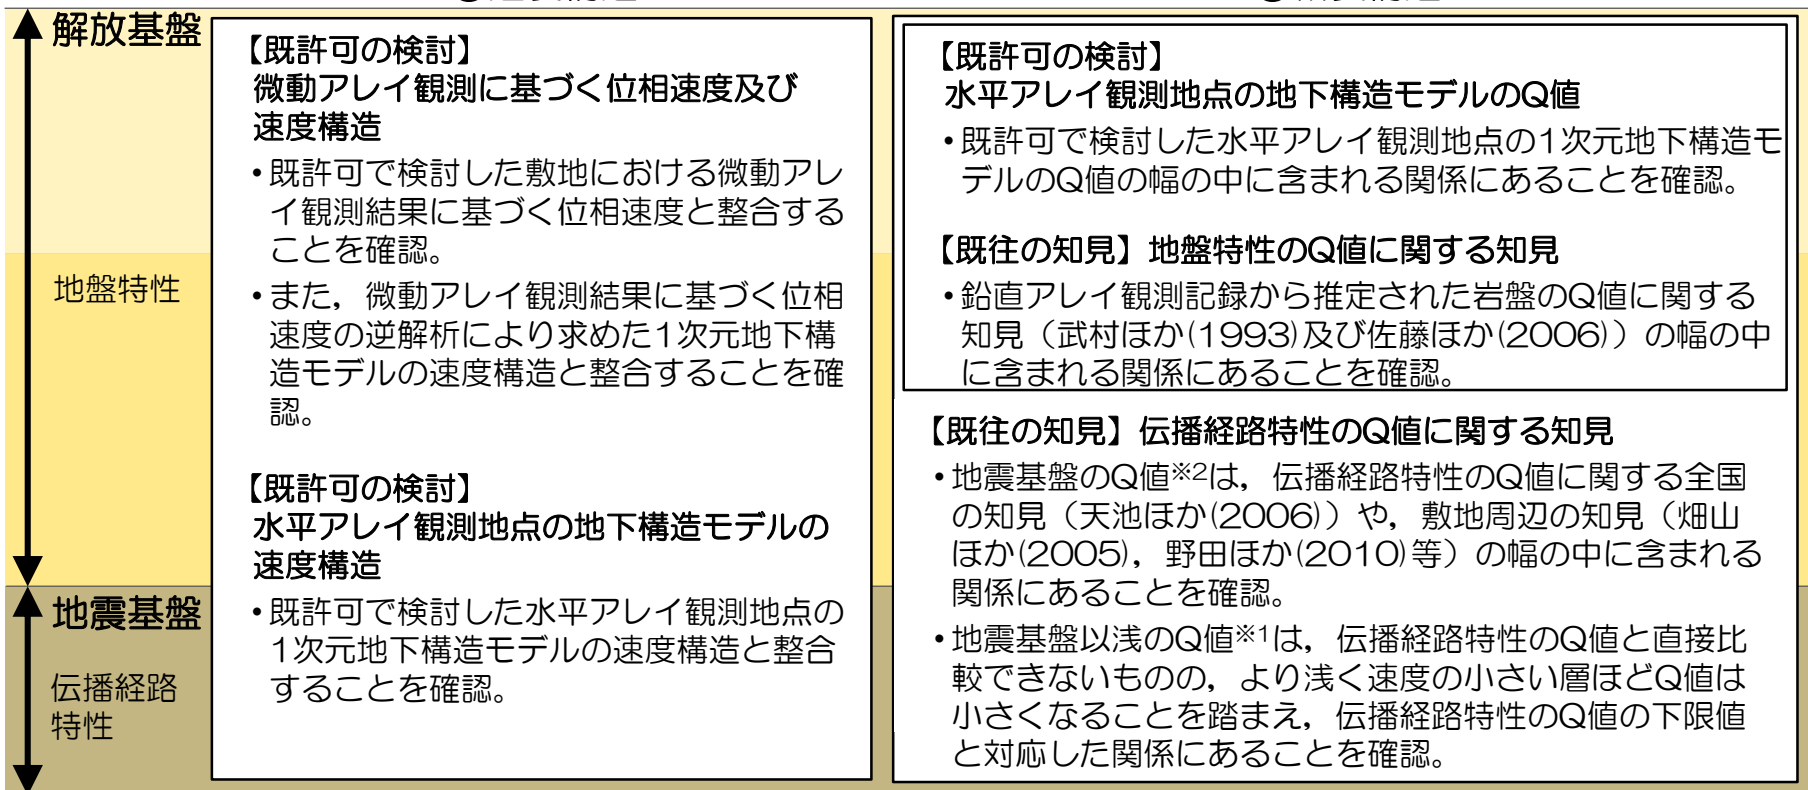 解放基盤
地盤特性
地震基盤
伝播経路
特性
【既許可の検討】
微動アレイ観測に基づく位相速度及び
速度構造
•既許可で検討した敷地における微動アレ
イ観測結果に基づく位相速度と整合する
ことを確認。
•また，微動アレイ観測結果に基づく位相
速度の逆解析により求めた1次元地下構
造モデルの速度構造と整合することを確
認。
【既許可の検討】
水平アレイ観測地点の地下構造モデルの
速度構造
•既許可で検討した水平アレイ観測地点の
1次元地下構造モデルの速度構造と整合
することを確認。
【既許可の検討】
水平アレイ観測地点の地下構造モデルのQ値
•既許可で検討した水平アレイ観測地点の1次元地下構造モ
デルのQ値の幅の中に含まれる関係にあることを確認。
【既往の知見】地盤特性のQ値に関する知見
•鉛直アレイ観測記録から推定された岩盤のQ値に関する
知見（武村ほか(1993)及び佐藤ほか(2006)）の幅の中
に含まれる関係にあることを確認。
【既往の知見】伝播経路特性のQ値に関する知見
•地震基盤のQ値※2は，伝播経路特性のQ値に関する全国
の知見（天池ほか(2006)）や，敷地周辺の知見（畑山
ほか(2005)，野田ほか(2010)等）の幅の中に含まれる
関係にあることを確認。
•地震基盤以浅のQ値※1は，伝播経路特性のQ値と直接比
較できないものの，より浅く速度の小さい層ほどQ値は
小さくなることを踏まえ，伝播経路特性のQ値の下限値
と対応した関係にあることを確認。